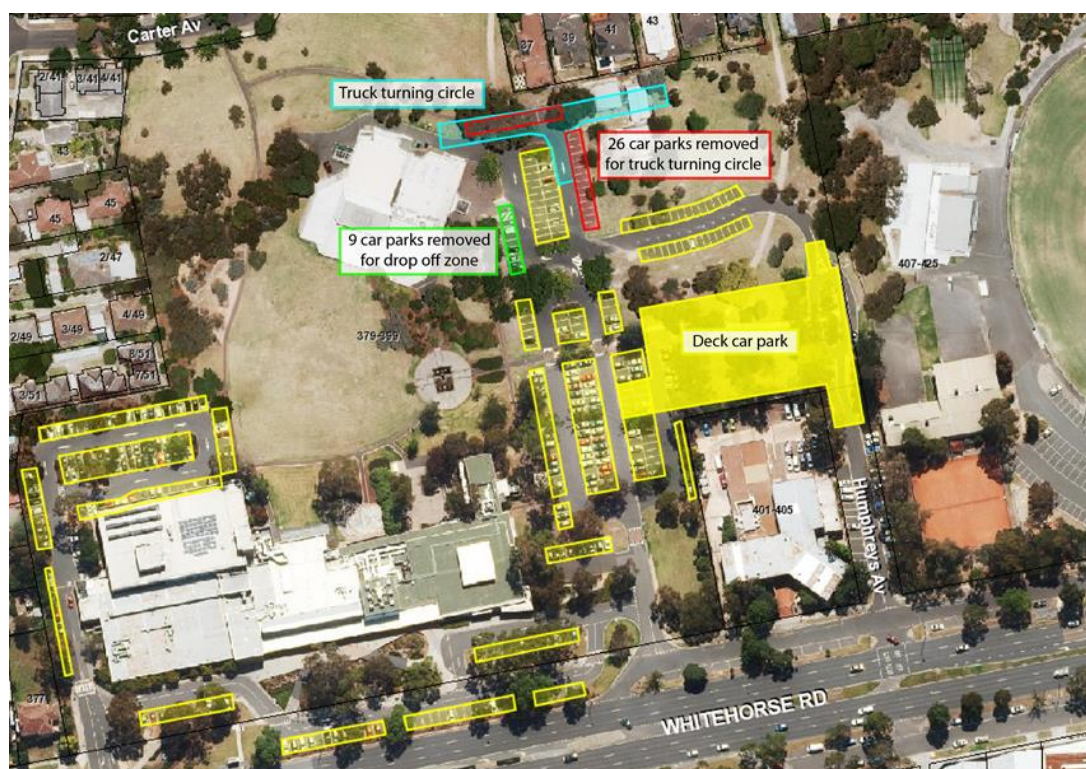 Carter Av
37
39
41
43
2/41
3/41
4/41
Truck turning circle
26 car parks removed
for truck turning circle
43
45
45
9 car parks removed
for drop off zone
2/47
407-425
4/49
3/49
2/49
379-399
Deck car park
8/51
7/51
3/51
401-405
Humphreys Av
377
WHITEHORSE RD